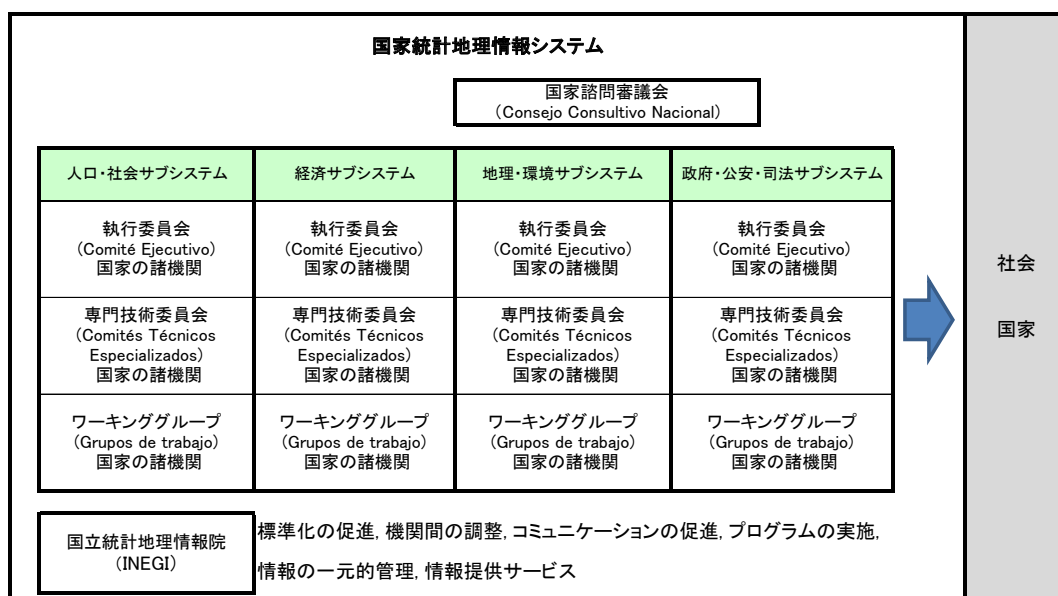 国家統計地理情報システム
国家諮問審議会
（Consejo Consultivo Nacional）
人口・社会サブシステム
経済サブシステム
地理・環境サブシステム
政府・公安・司法サブシステム
執行委員会
（Comité Ejecutivo）
国家の諸機関
執行委員会
（Comité Ejecutivo）
国家の諸機関
執行委員会
（Comité Ejecutivo）
国家の諸機関
執行委員会
（Comité Ejecutivo）
国家の諸機関
専門技術委員会
（Comités Técnicos
Especializados）
国家の諸機関
専門技術委員会
（Comités Técnicos
Especializados）
国家の諸機関
専門技術委員会
（Comités Técnicos
Especializados）
国家の諸機関
専門技術委員会
（Comités Técnicos
Especializados）
国家の諸機関
ワーキンググループ
（Grupos de trabajo）
国家の諸機関
ワーキンググループ
（Grupos de trabajo）
国家の諸機関
ワーキンググループ
（Grupos de trabajo）
国家の諸機関
ワーキンググループ
（Grupos de trabajo）
国家の諸機関
国立統計地理情報院
（INEGI）
標準化の促進, 機関間の調整, コミュニケーションの促進, プログラムの実施,
情報の一元的管理, 情報提供サービス
社会
国家